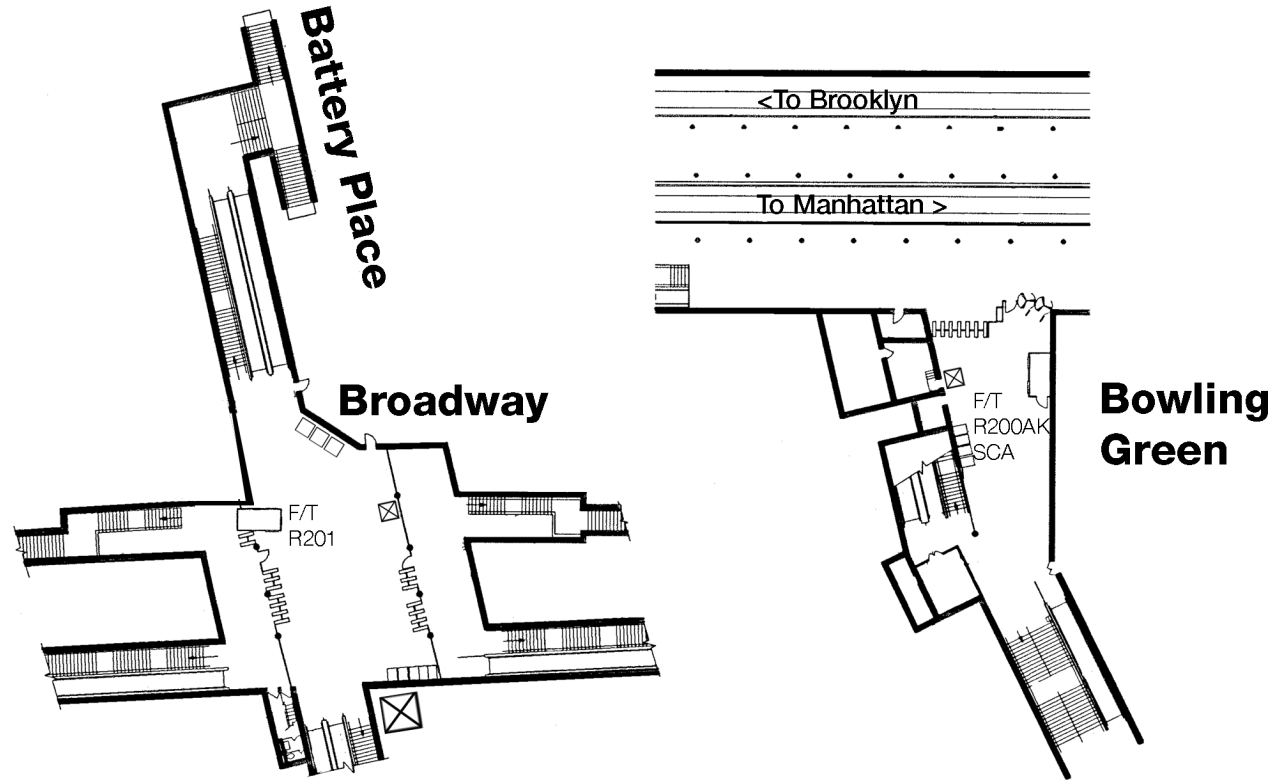 Battery Place
<To Brooklyn
To Manhattan >
Broadway
Bowling
Green
F/T
R200AK
SCA
F/T
R201